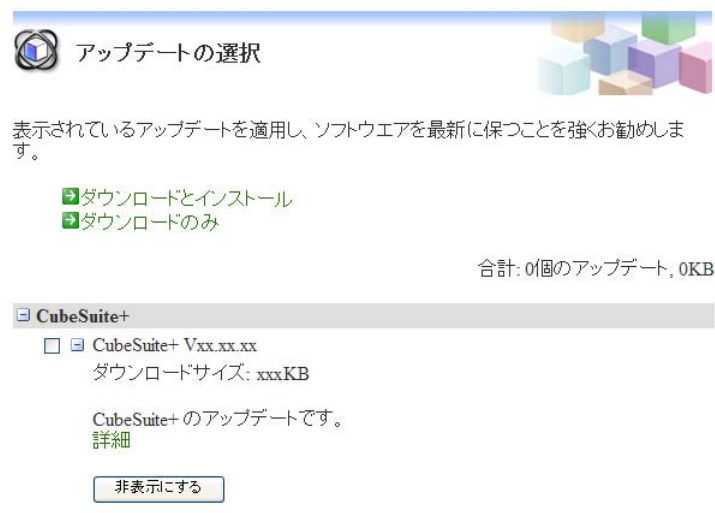 アップデートの選択
表示されているアップデートを適用し、ソフトウエアを最新に保つことを強くお勧めしま
す。
ダウンロードとインストール
ダウンロードのみ
合計: 0個のアップデート, 0KB
CubeSuite+
CubeSuite+ Vxx.xx.xx
ダウンロードサイズ: xxxKB
CubeSuite+ のアップデートです。
詳細
非表示にする